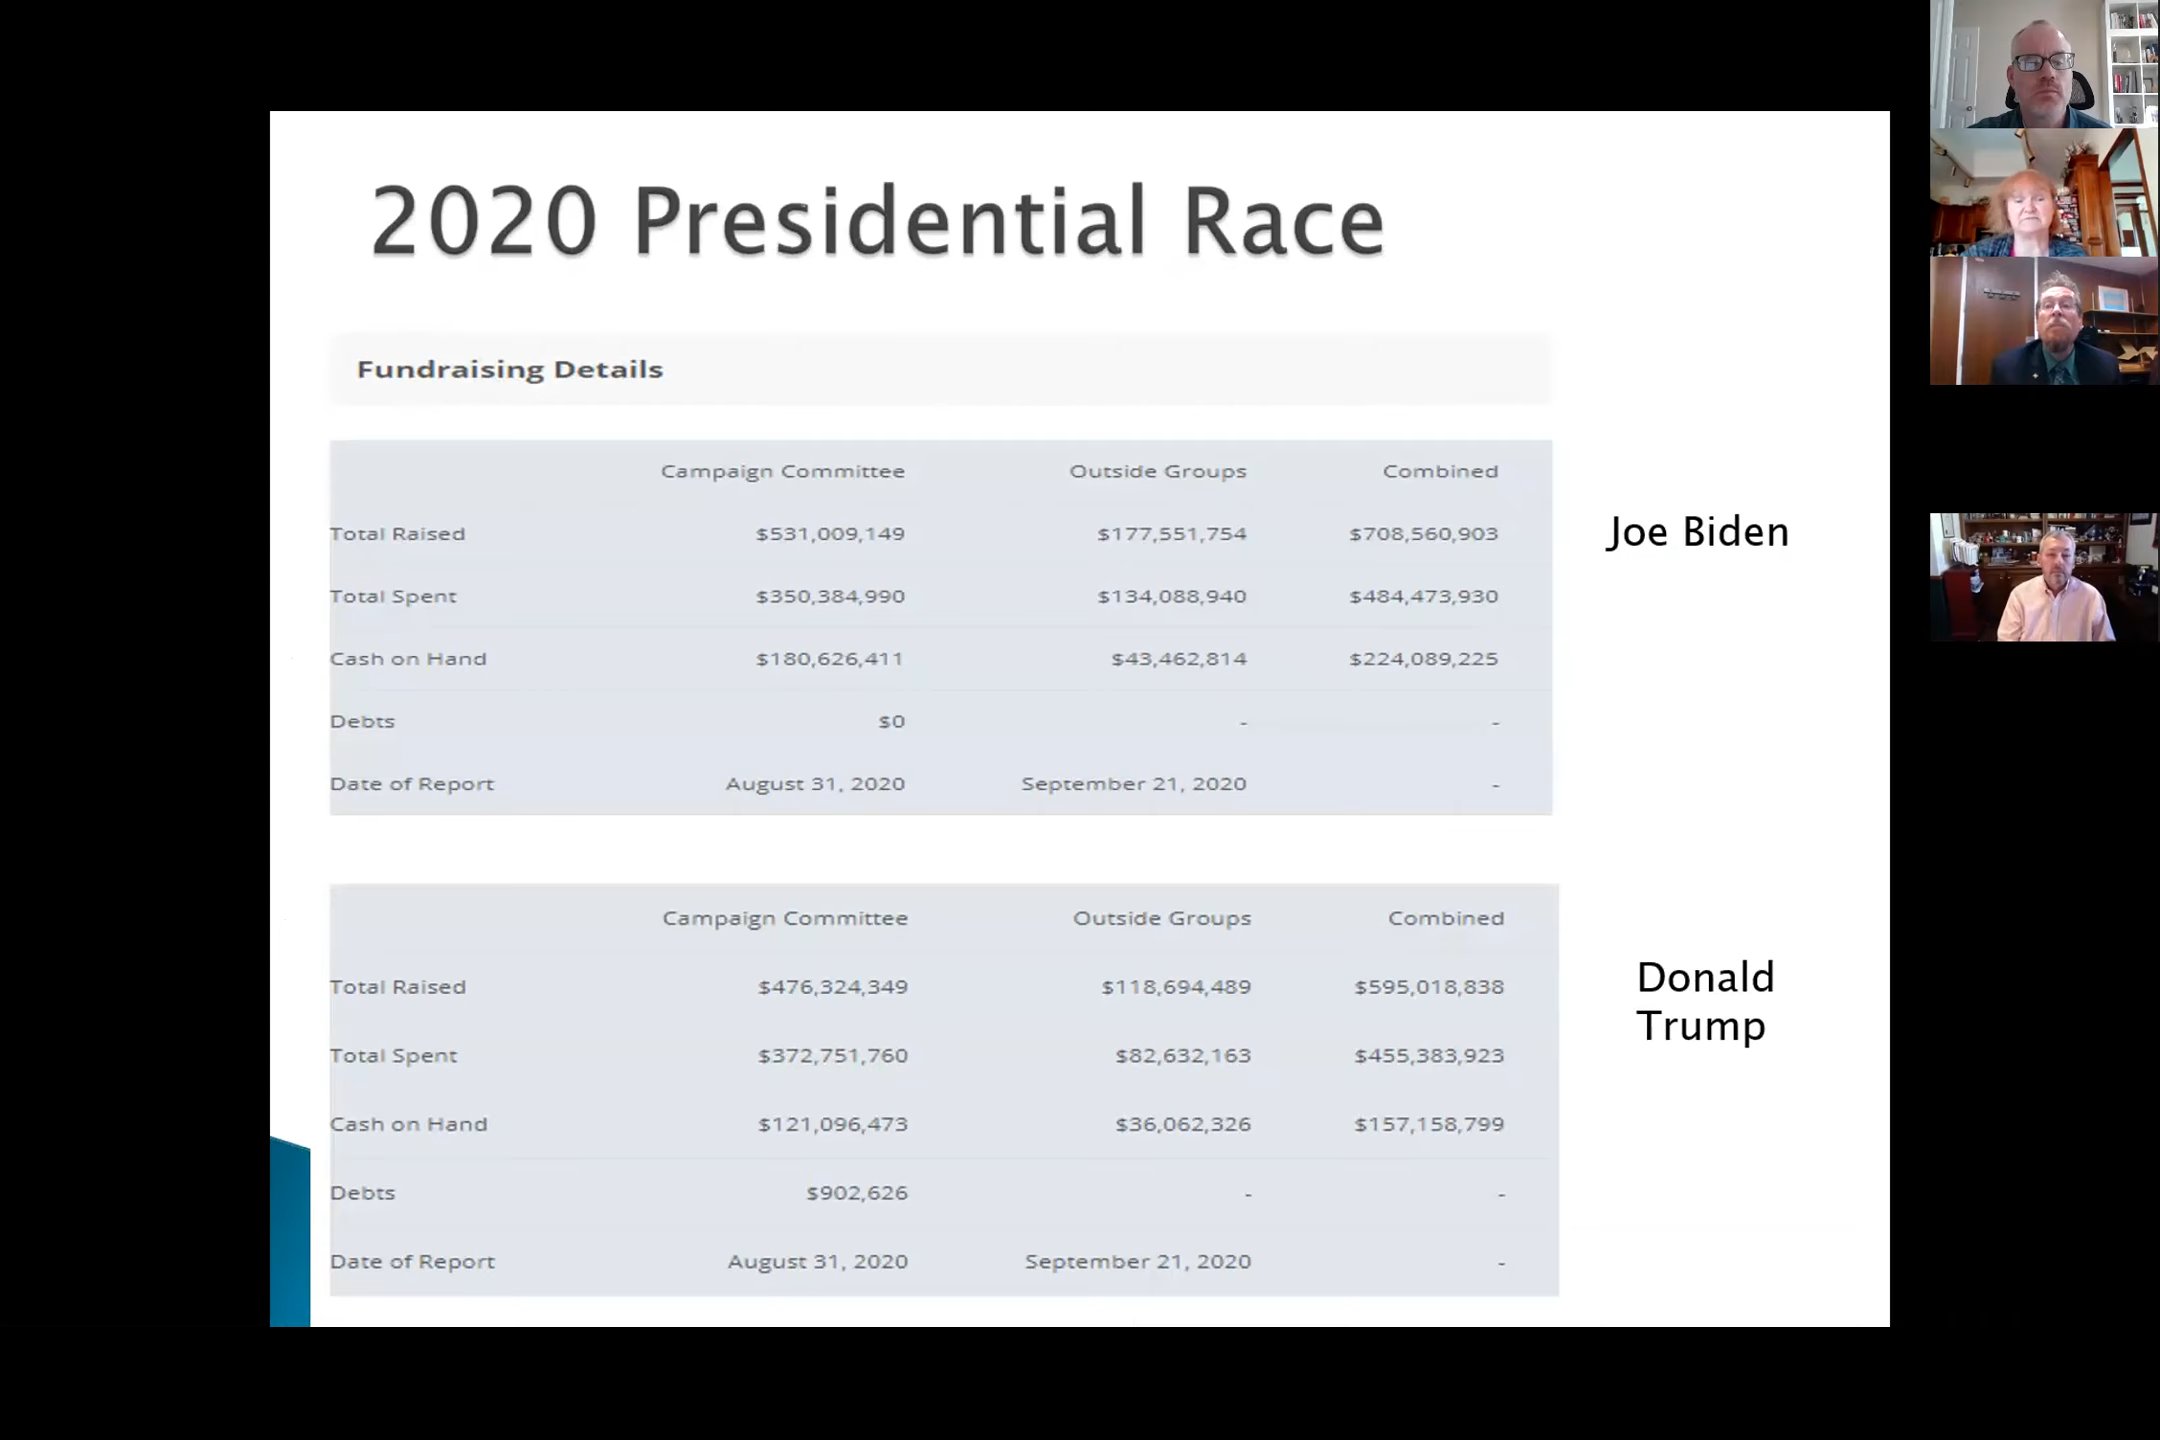 2020 Presidential Race
Fundraising Details
Campaign Committee Outside Groups Combined
Total Raised $531,009,149 $177,551,754 $708,560,903
Total Spent $350,384,990 $134,088,940 $484,473,930
Cash on Hand $180,626,411 $43,462,814 $224,089,225
Debts $0 - -
Date of Report August 31, 2020 September 21, 2020 -
Joe Biden
Campaign Committee Outside Groups Combined
Total Raised $476,324,349 $118,694,489 $595,018,838
Total Spent $372,751,760 $82,632,163 $455,383,923
Cash on Hand $121,096,473 $36,062,326 $157,158,799
Debts $902,626 - -
Date of Report August 31, 2020 September 21, 2020 -
Donald
Trump